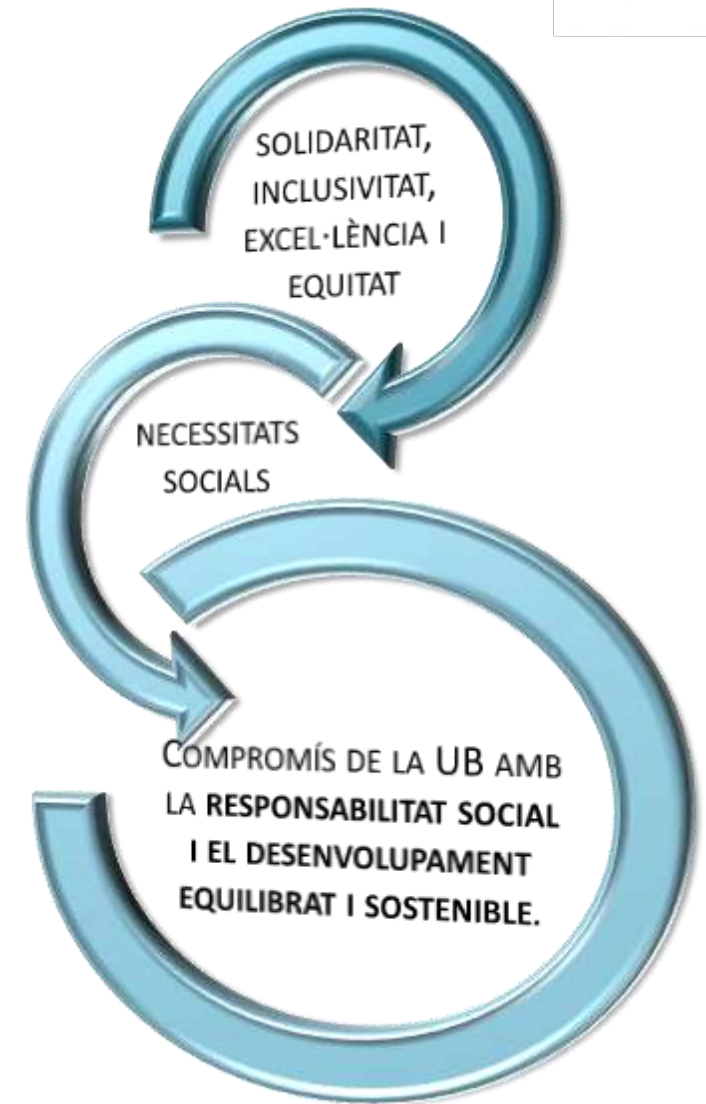 SOLIDARITAT,
INCLUSIVITAT,
EXCEL·LÈNCIA I
EQUITAT
NECESSITATS
SOCIALS
COMPROMÍS DE LA UB AMB
LA RESPONSABILITAT SOCIAL
I EL DESENVOLUPAMENT
EQUILIBRAT I SOSTENIBLE.